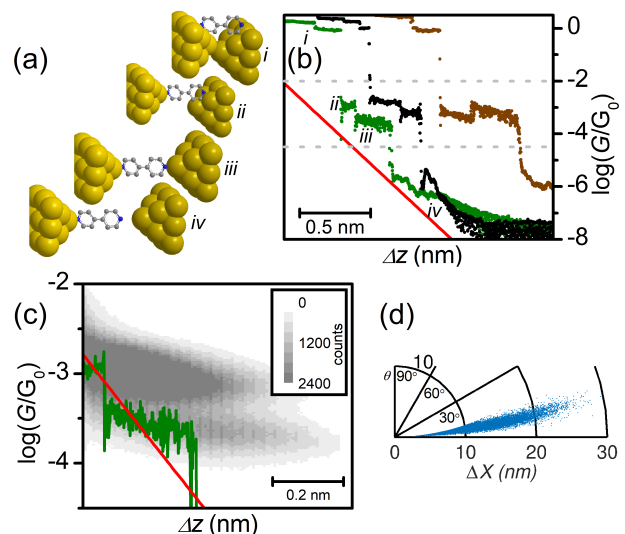 (a)
i
ii
iii
iv
(b)
i
ii
iii
iv
0.5 nm
0
-2
-4
-6
-8
log(G/G₀)
Δz (nm)
(c)
-2
-3
-4
log(G/G₀)
0
1200
2400
counts
0.2 nm
Δz (nm)
(d)
θ
90°
60°
30°
10
0
10
20
30
ΔX (nm)